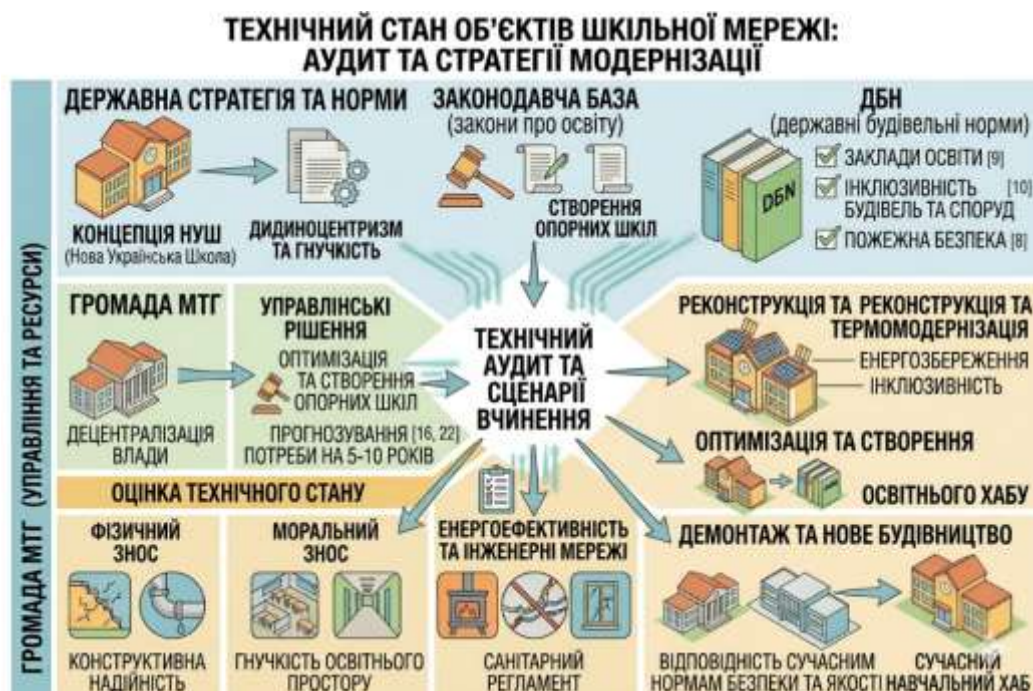 ТЕХНІЧНИЙ СТАН ОБ'ЄКТІВ ШКІЛЬНОЇ МЕРЕЖІ:
АУДИТ ТА СТРАТЕГІЇ МОДЕРНІЗАЦІЇ
ГРОМАДА МТГ (УПРАВЛІННЯ ТА РЕСУРСИ)
ДЕРЖАВНА СТРАТЕГІЯ ТА НОРМИ
КОНЦЕПЦІЯ НУШ
(Нова Українська Школа)
ДИДИНОЦЕНТРИЗМ
ТА ГНУЧКІСТЬ
ЗАКОНОДАВЧА БАЗА
(закони про освіту)
СТВОРЕННЯ
ОПОРНИХ ШКІЛ
ДБН
(державні будівельні норми)
ДБН
ЗАКЛАДИ ОСВІТИ [9]
ІНКЛЮЗИВНІСТЬ [10]
БУДІВЕЛЬ ТА СПОРУД
ПОЖЕЖНА БЕЗПЕКА [8]
ГРОМАДА МТГ
ДЕЦЕНТРАЛІЗАЦІЯ
ВЛАДИ
УПРАВЛІНСЬКІ
РІШЕННЯ
ОПТИМІЗАЦІЯ
ТА СТВОРЕННЯ
ОПОРНИХ ШКІЛ
ПРОГНОЗУВАННЯ [16, 22]
ПОТРЕБИ НА 5-10 РОКІВ
ТЕХНІЧНИЙ
АУДИТ ТА
СЦЕНАРІЇ
ВЧИНЕННЯ
РЕКОНСТРУКЦІЯ ТА РЕКОНСТРУКЦІЯ ТА
ТЕРМОМОДЕРНІЗАЦІЯ
ЕНЕРГОЗБЕРЕЖЕННЯ
ІНКЛЮЗИВНІСТЬ
ОПТИМІЗАЦІЯ ТА СТВОРЕННЯ
ОСВІТНЬОГО ХАБУ
ОЦІНКА ТЕХНІЧНОГО СТАНУ
ФІЗИЧНИЙ
ЗНОС
КОНСТРУКТИВНА
НАДІЙНІСТЬ
МОРАЛЬНИЙ
ЗНОС
ГНУЧКІСТЬ ОСВІТНЬОГО
ПРОСТОРУ
ЕНЕРГОЕФЕКТИВНІСТЬ
ТА ІНЖЕНЕРНІ МЕРЕЖІ
САНІТАРНИЙ
РЕГЛАМЕНТ
ДЕМОНТАЖ ТА НОВЕ БУДІВНИЦТВО
ВІДПОВІДНІСТЬ СУЧАСНИМ
НОРМАМ БЕЗПЕКИ ТА ЯКОСТІ
СУЧАСНИЙ
НАВЧАЛЬНИЙ ХАБ